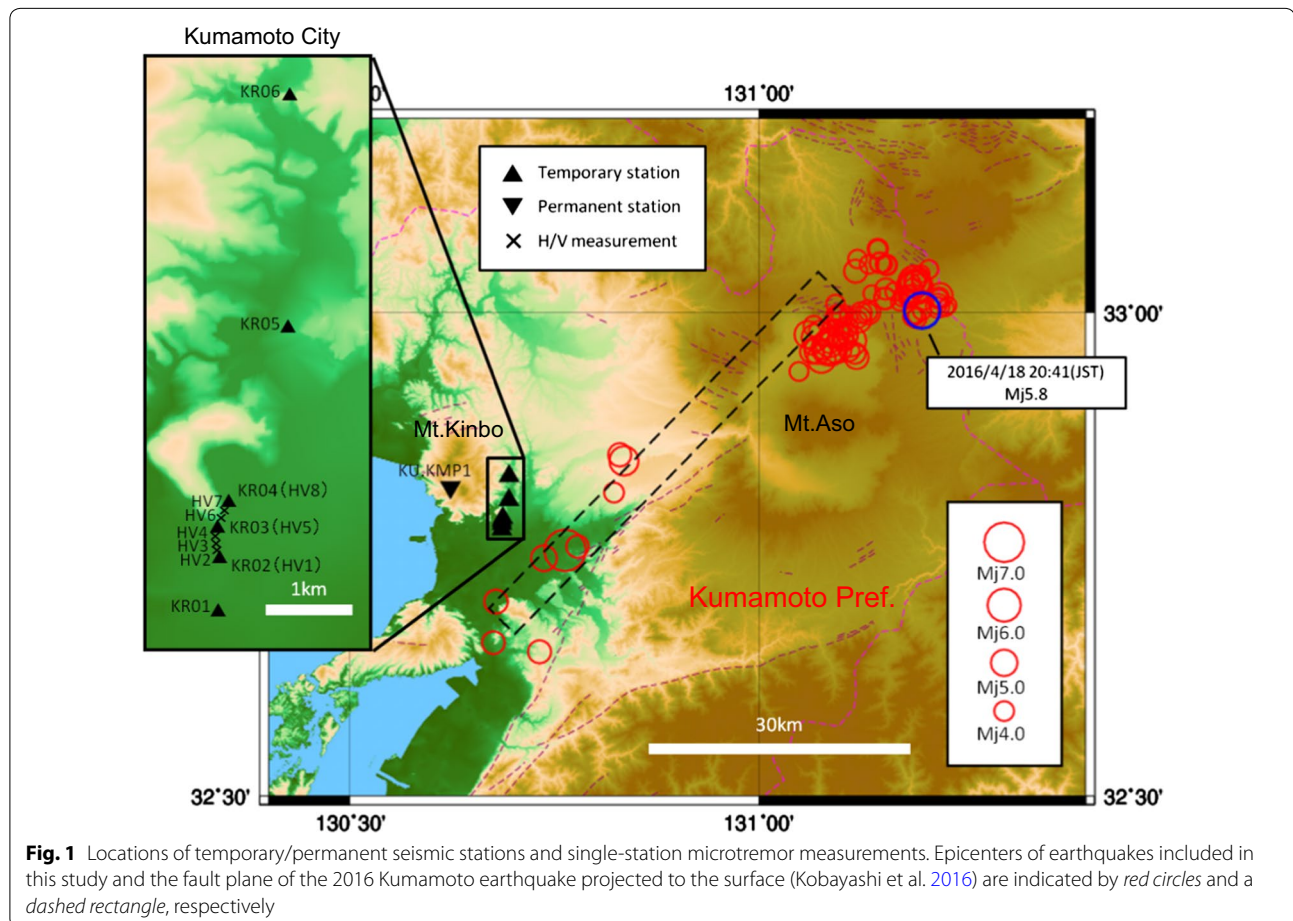 Kumamoto City
KR06
KR05
HV7
KR04(HV8)
HV6
KR03(HV5)
HV4
HV3
HV2
KR02(HV1)
KR01
1km
0'
131°00'
Temporary station
Permanent station
H/V measurement
33°00'
2016/4/18 20:41(JST)
Mj5.8
Mt.Kinbo
Mt.Aso
KU.KMP1
Kumamoto Pref.
Mj7.0
Mj6.0
Mj5.0
Mj4.0
30km
32°30'
32°30'
130°30'
131°00'
Fig. 1 Locations of temporary/permanent seismic stations and single-station microtremor measurements. Epicenters of earthquakes included in
this study and the fault plane of the 2016 Kumamoto earthquake projected to the surface (Kobayashi et al. 2016) are indicated by red circles and a
dashed rectangle, respectively